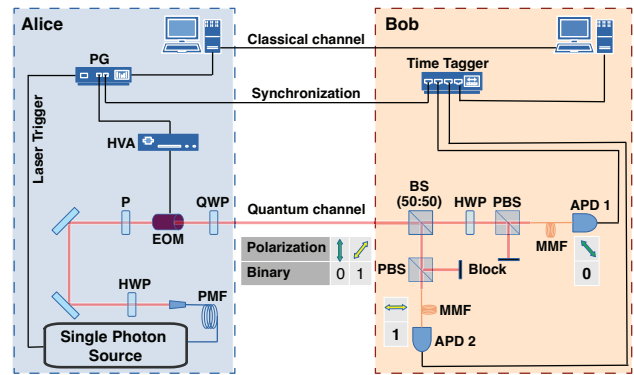 Alice
Bob
Classical channel
PG
Time Tagger
Synchronization
Laser Trigger
HVA
P
QWP
EOM
Quantum channel
BS
(50:50)
HWP
PBS
APD 1
MMF
Polarization
Binary
0 1
0
PBS
Block
HWP
PMF
MMF
1
APD 2
Single Photon
Source